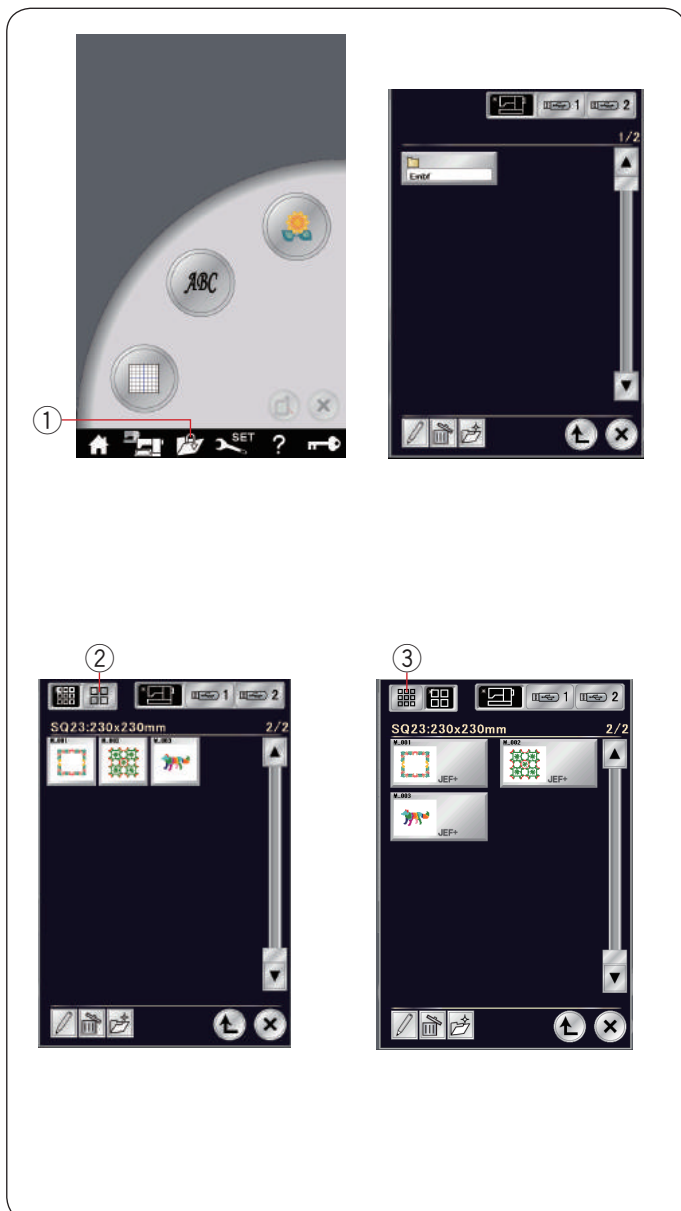 1 2
1/2
Embf
ABC
①
SET ?
② ③
1 2
1 2
SQ23:230x230mm 2/2
SQ23:230x230mm 2/2
M_001 M_002 M_003
M_001 M_002
JEF+ JEF+
M_003
JEF+